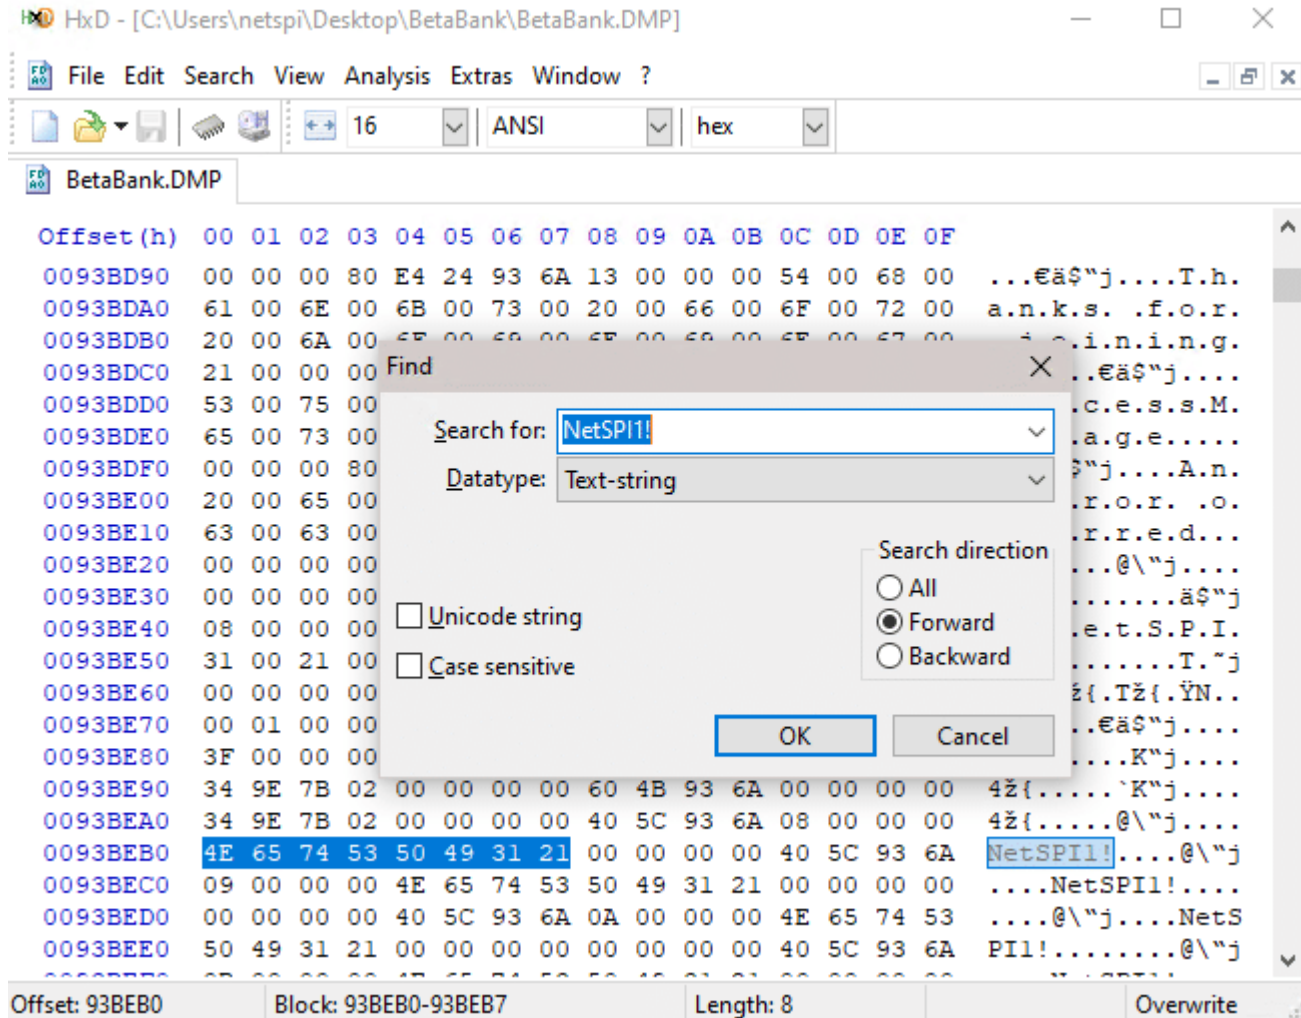 HxD - [C:\Users\netspi\Desktop\BetaBank\BetaBank.DMP]
File Edit Search View Analysis Extras Window ?
16 ANSI hex
BetaBank.DMP
Offset(h) 00 01 02 03 04 05 06 07 08 09 0A 0B 0C 0D 0E 0F
0093BD90 00 00 00 80 E4 24 93 6A 13 00 00 00 54 00 68 00 ...€ä$“j....T.h.
0093BDA0 61 00 6E 00 6B 00 73 00 20 00 66 00 6F 00 72 00 a.n.k.s. .f.o.r.
0093BDB0 20 00 6A 00 6F 00 69 00 6E 00 69 00 6E 00 67 00 .j.o.i.n.i.n.g.
0093BDC0 21 00 00 00 ..€ä$“j....
0093BDD0 53 00 75 00 .c.e.s.s.M.
0093BDE0 65 00 73 00 .a.g.e.....
0093BDF0 00 00 00 80 $“j....A.n.
0093BE00 20 00 65 00 .r.o.r. .o.
0093BE10 63 00 63 00 .r.r.e.d...
0093BE20 00 00 00 00 ...@\“j....
0093BE30 00 00 00 00 .......ä$“j
0093BE40 08 00 00 00 .e.t.S.P.I.
0093BE50 31 00 21 00 .......T.˜j
0093BE60 00 00 00 00 ž{.Tž{.ŸN..
0093BE70 00 01 00 00 ..€ä$“j....
0093BE80 3F 00 00 00 ....K“j....
0093BE90 34 9E 7B 02 00 00 00 00 60 4B 93 6A 00 00 00 00 4ž{.....`K“j....
0093BEA0 34 9E 7B 02 00 00 00 00 40 5C 93 6A 08 00 00 00 4ž{.....@\“j....
0093BEB0 4E 65 74 53 50 49 31 21 00 00 00 00 40 5C 93 6A NetSPI1!....@\“j
0093BEC0 09 00 00 00 4E 65 74 53 50 49 31 21 00 00 00 00 ....NetSPI1!....
0093BED0 00 00 00 00 40 5C 93 6A 0A 00 00 00 4E 65 74 53 ....@\“j....NetS
0093BEE0 50 49 31 21 00 00 00 00 00 00 00 00 40 5C 93 6A PI1!........@\“j
Find
Search for: NetSPI1!
Datatype: Text-string
Search direction
All
Unicode string
Forward
Case sensitive
Backward
OK Cancel
Offset: 93BEB0 Block: 93BEB0-93BEB7 Length: 8 Overwrite